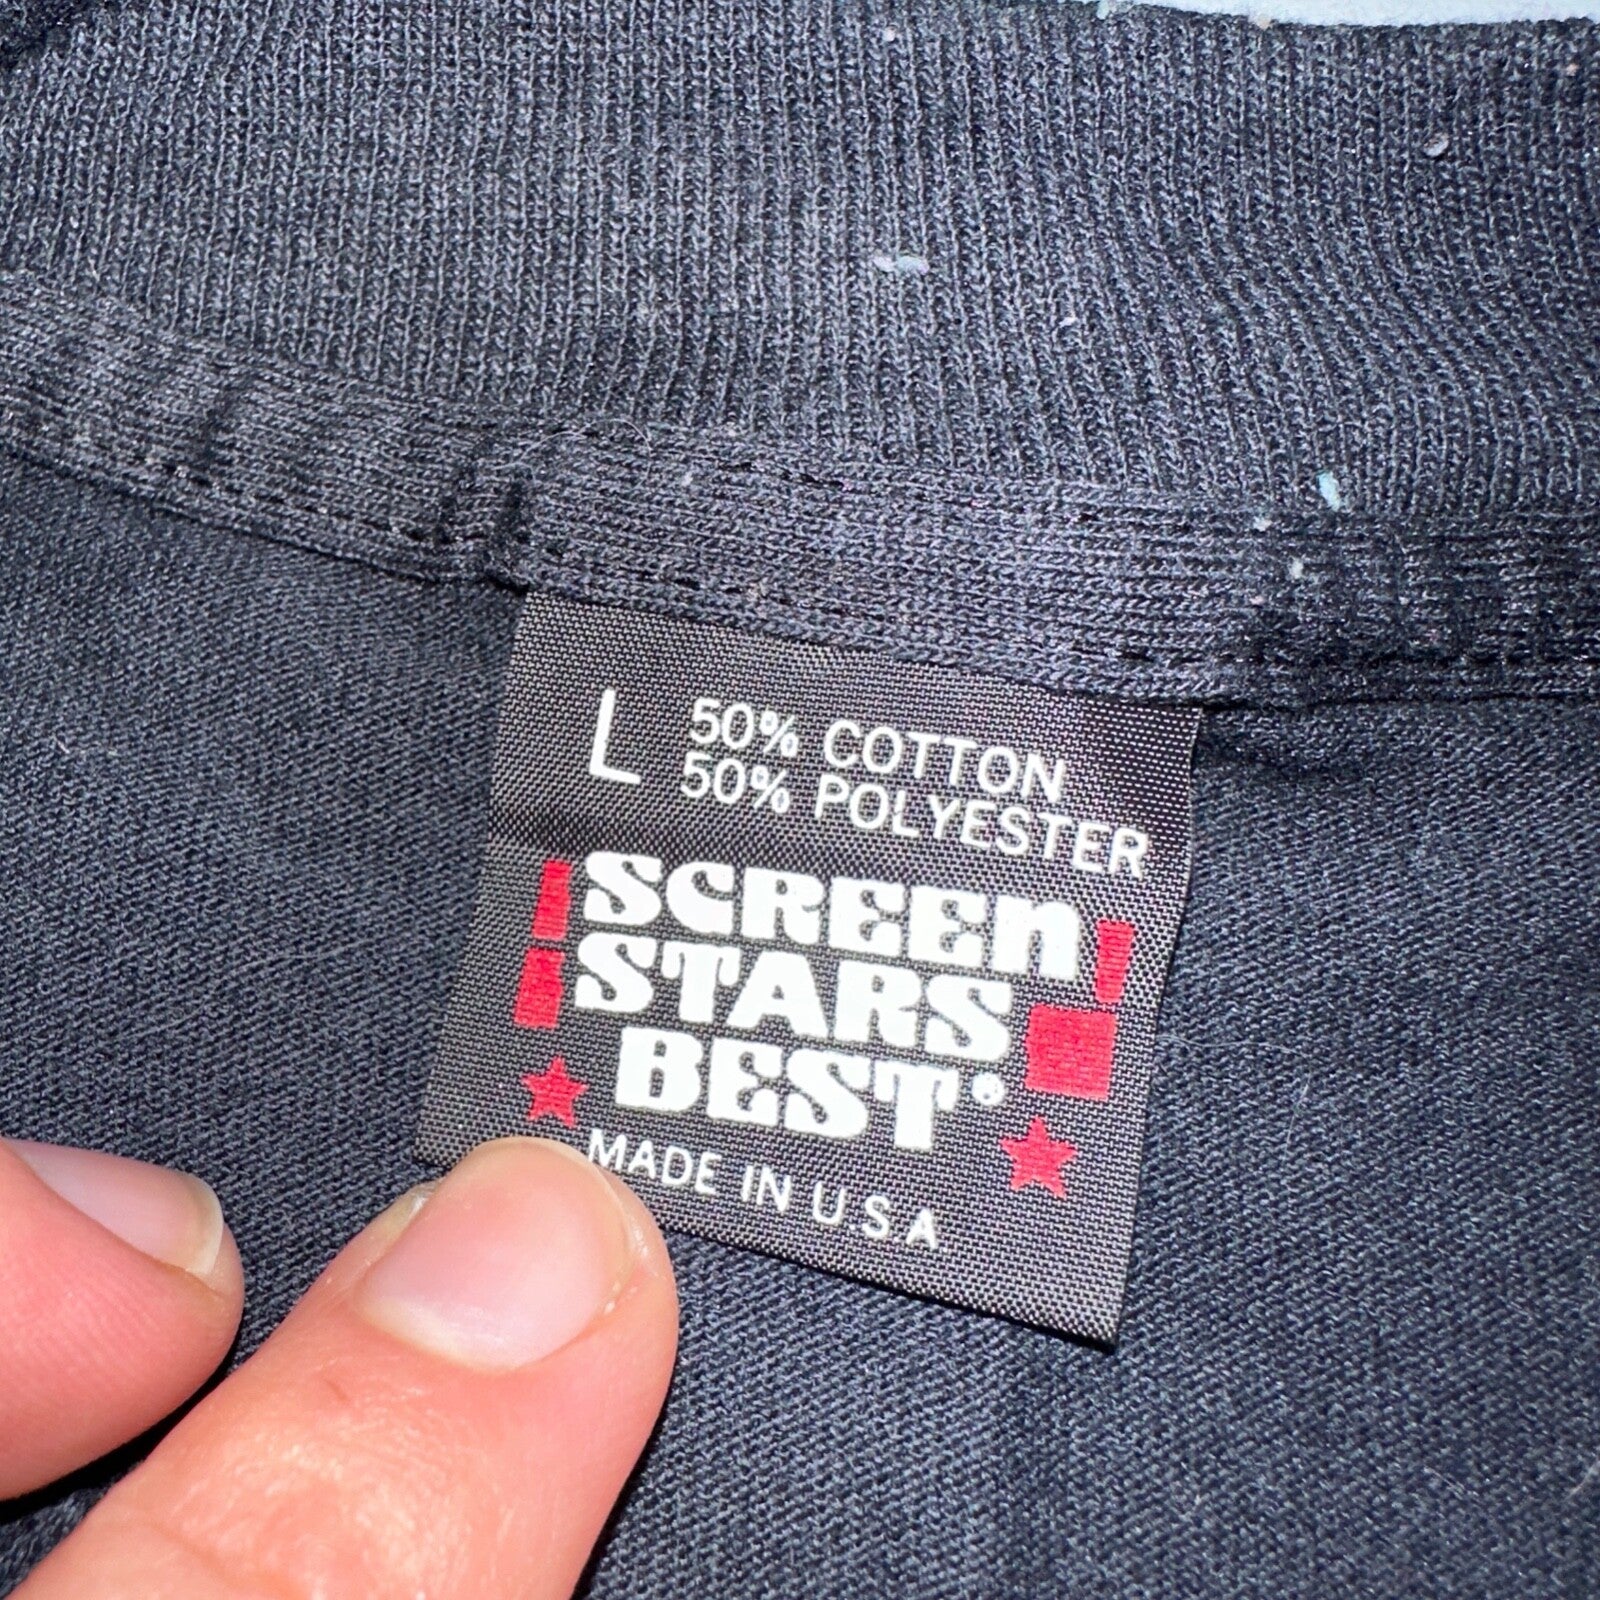 L 50% COTTON
50% POLYESTER
SCREEN
STARS
BEST®
MADE IN U.S.A